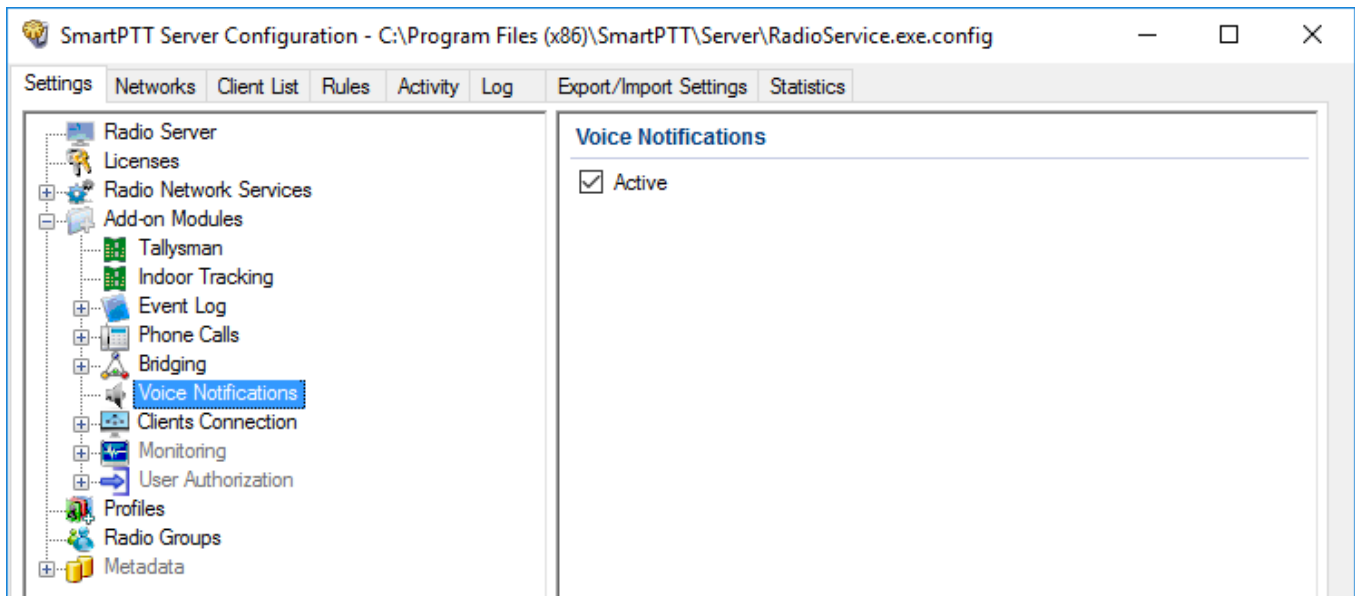 SmartPTT Server Configuration - C:\Program Files (x86)\SmartPTT\Server\RadioService.exe.config
Settings Networks Client List Rules Activity Log Export/Import Settings Statistics
Radio Server
Licenses
Radio Network Services
Add-on Modules
Tallysman
Indoor Tracking
Event Log
Phone Calls
Bridging
Voice Notifications
Clients Connection
Monitoring
User Authorization
Profiles
Radio Groups
Metadata
Voice Notifications
Active